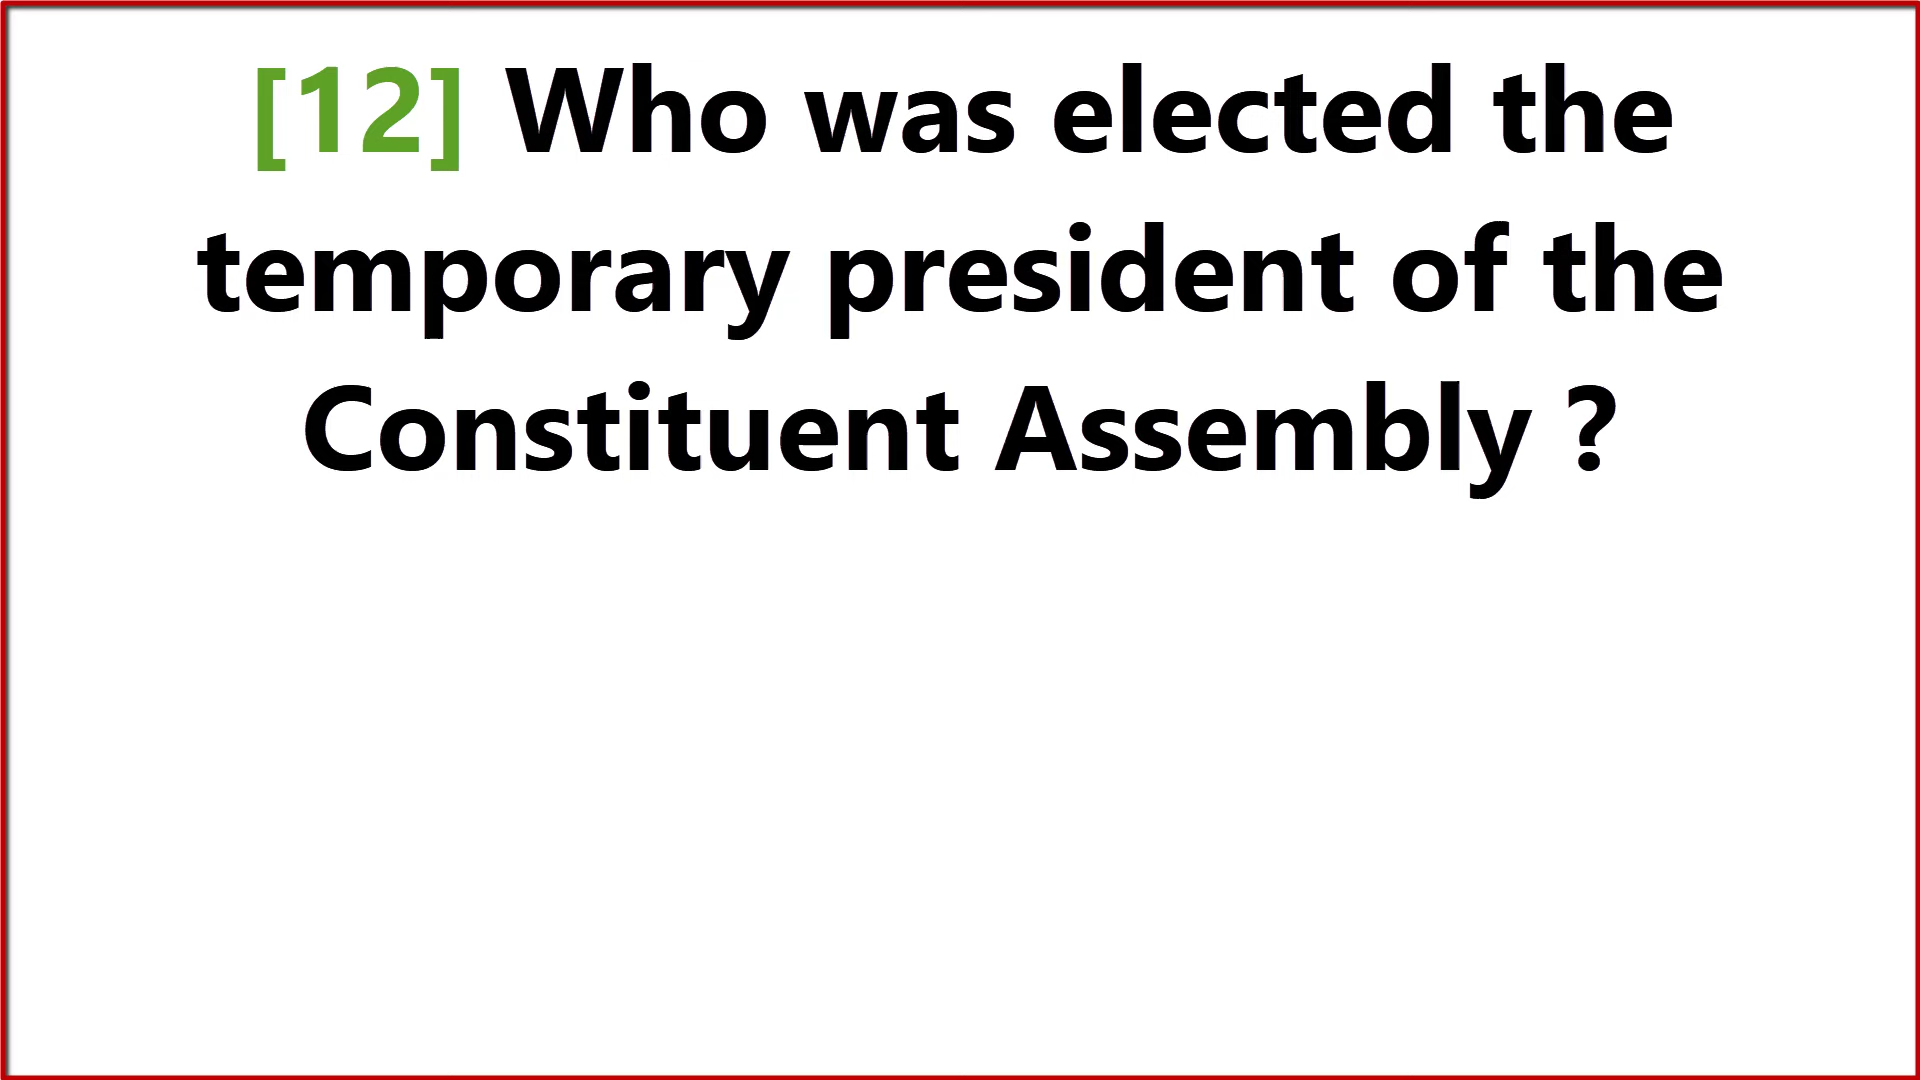 [12] Who was elected the
temporary president of the
Constituent Assembly ?